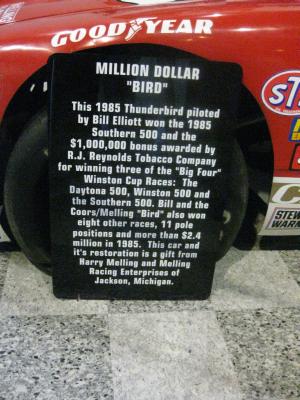 GOODYEAR
MILLION DOLLAR
"BIRD"
This 1985 Thunderbird piloted
by Bill Elliott won the 1985
Southern 500 and the
$1,000,000 bonus awarded by
R.J. Reynolds Tobacco Company
for winning three of the "Big Four"
Winston Cup Races: The
Daytona 500, Winston 500 and
the Southern 500. Bill and the
Coors/Melling "Bird" also won
eight other races, 11 pole
positions and more than $2.4
million in 1985. This car and
it's restoration is a gift from
Harry Melling and Melling
Racing Enterprises of
Jackson, Michigan.
ST
STEW
WARN